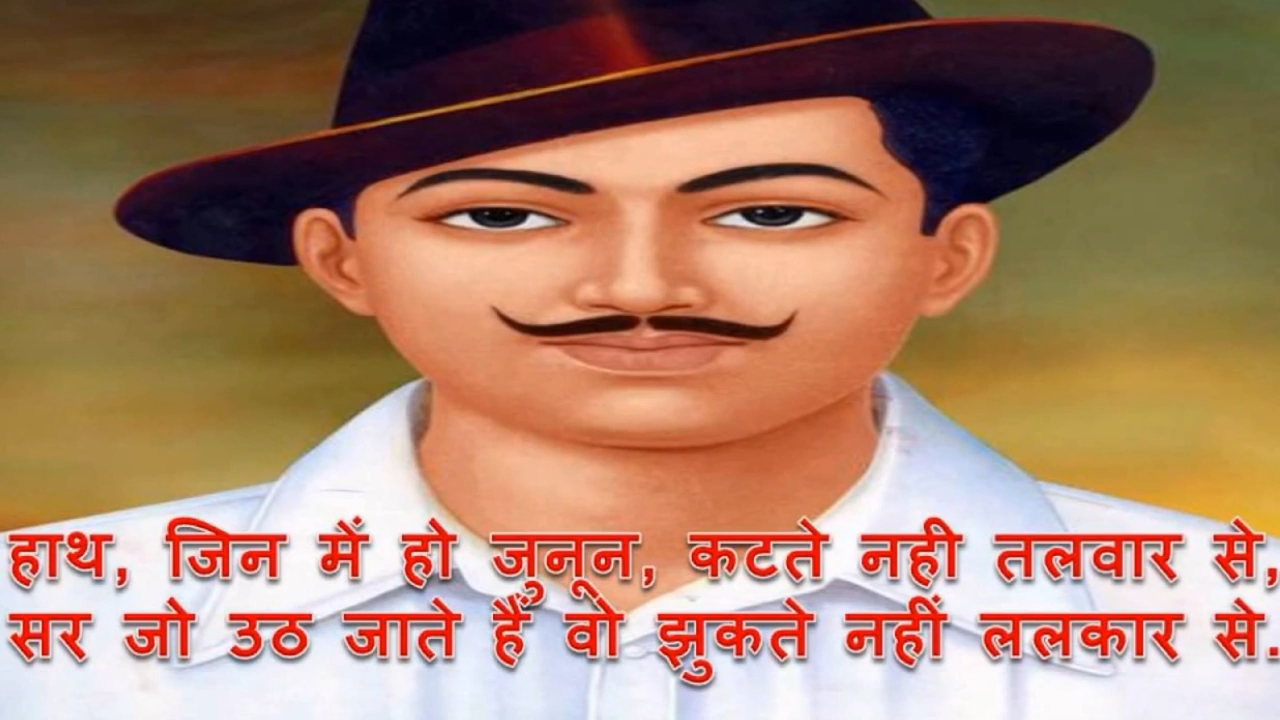 हाथ, जिन में हो जुनून, कटते नही तलवार से,
सर जो उठ जाते हैं वो झुकते नहीं ललकार से.